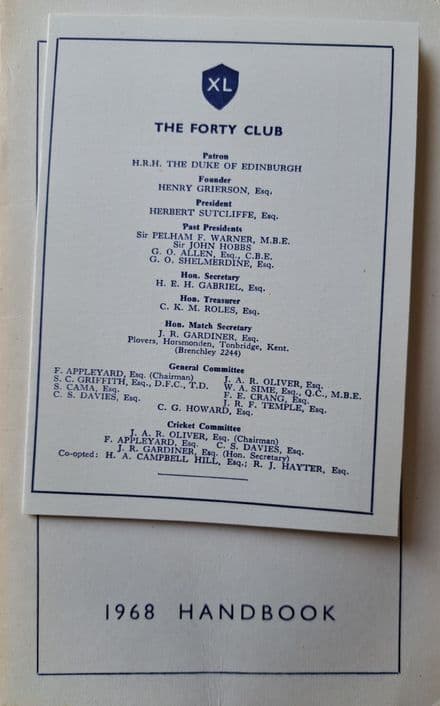 XL
THE FORTY CLUB
Patron
H.R.H. THE DUKE OF EDINBURGH
Founder
HENRY GRIERSON, Esq.
President
HERBERT SUTCLIFFE, Esq.
Past Presidents
Sir PELHAM F. WARNER, M.B.E.
Sir JOHN HOBBS
G. O. ALLEN, Esq., C.B.E.
G. O. SHELMERDINE, Esq.
Hon. Secretary
H. E. H. GABRIEL, Esq.
Hon. Treasurer
C. K. M. ROLES, Esq.
Hon. Match Secretary
J. R. GARDINER, Esq.
Plovers, Horsmonden, Tonbridge, Kent.
(Brenchley 2244)
General Committee
F. APPLEYARD, Esq. (Chairman) J. A. R. OLIVER, Esq.
S. C. GRIFFITH, Esq., D.F.C., T.D. W. A. SIME, Esq., Q.C., M.B.E.
S. CAMA, Esq. F. E. CRANG, Esq.
C. S. DAVIES, Esq. J. R. F. TEMPLE, Esq.
C. G. HOWARD, Esq.
Cricket Committee
J. A. R. OLIVER, Esq. (Chairman)
F. APPLEYARD, Esq. C. S. DAVIES, Esq.
J. R. GARDINER, Esq. (Hon. Secretary)
Co-opted: H. A. CAMPBELL HILL, Esq.; R. J. HAYTER, Esq.
1968 HANDBOOK